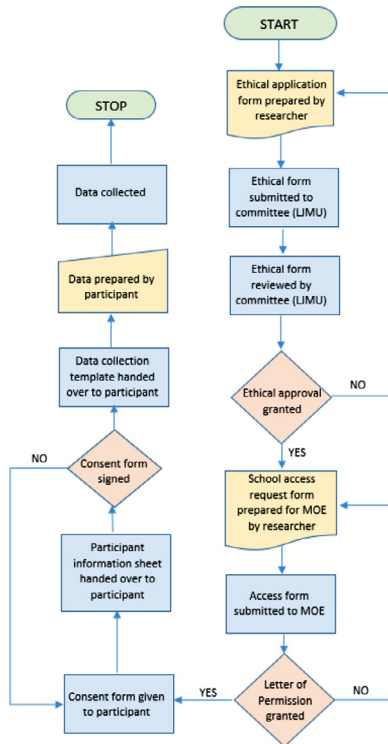 START
Ethical application
form prepared by
researcher
Ethical form
submitted to
committee (LJMU)
Ethical form
reviewed by
committee (LJMU)
Ethical approval
granted
NO
YES
School access
request form
prepared for MOE
by researcher
Access form
submitted to MOE
Letter of
Permission
granted
NO
YES
Consent form given
to participant
Participant
information sheet
handed over to
participant
Consent form
signed
NO
Data collection
template handed
over to participant
Data prepared by
participant
Data collected
STOP